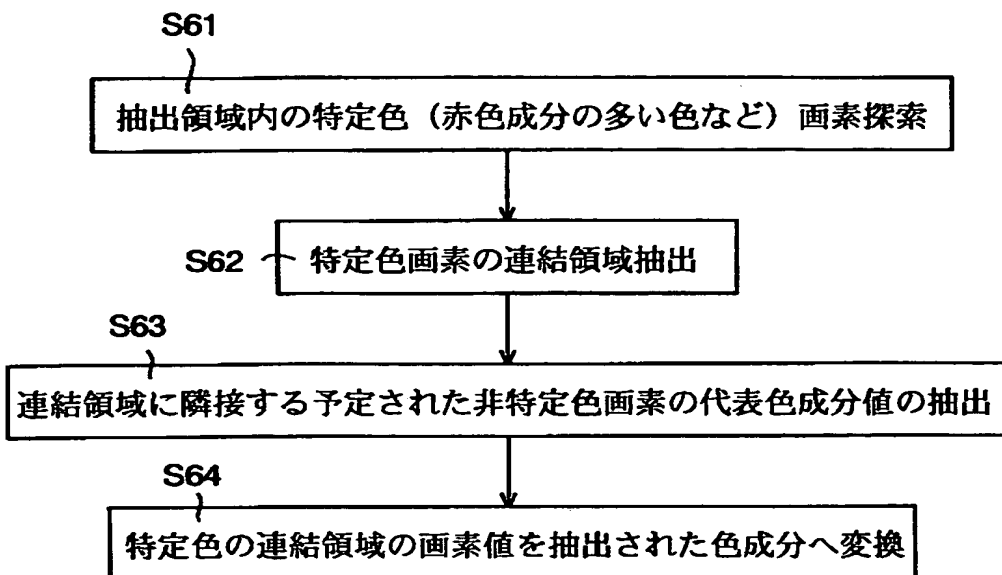 S61
抽出領域内の特定色（赤色成分の多い色など）画素探索
S62
特定色画素の連結領域抽出
S63
連結領域に隣接する予定された非特定色画素の代表色成分値の抽出
S64
特定色の連結領域の画素値を抽出された色成分へ変換